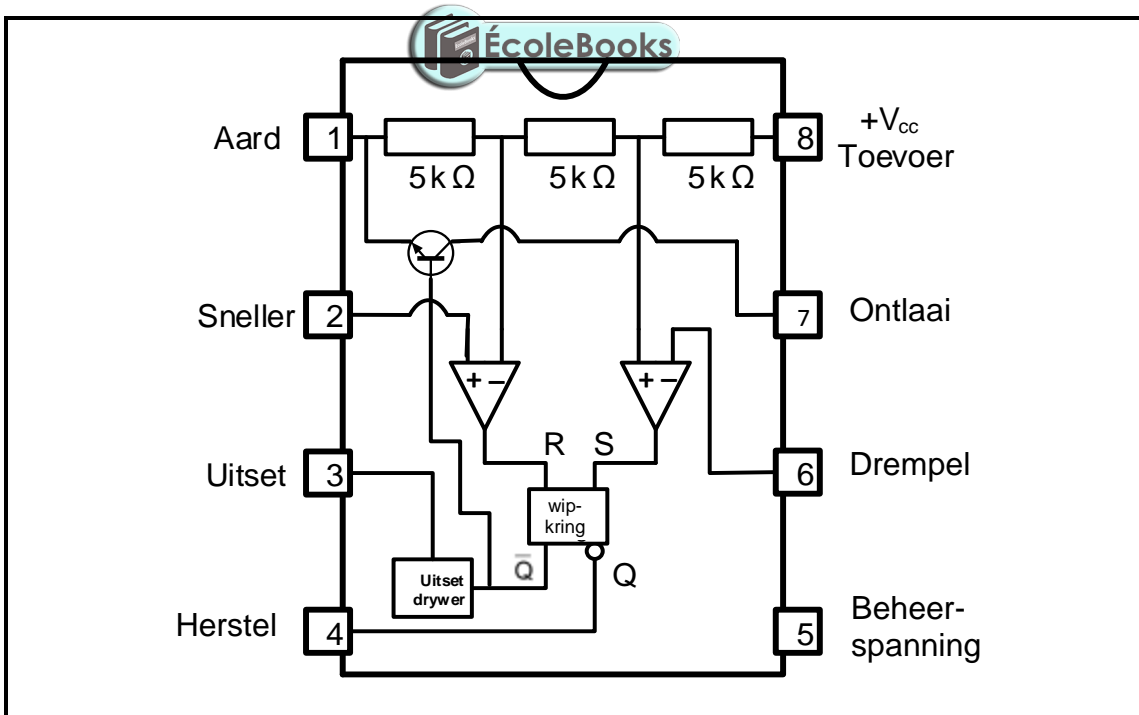 ÉcoleBooks
Aard
1
5 k Ω
5 k Ω
5 k Ω
8
+Vcc
Toevoer
Sneller
2
7
Ontlaai
+ −
+ −
R S
Uitset
3
6
Drempel
wip-
kring
Q̅
Q
Uitset
drywer
Herstel
4
5
Beheer-
spanning